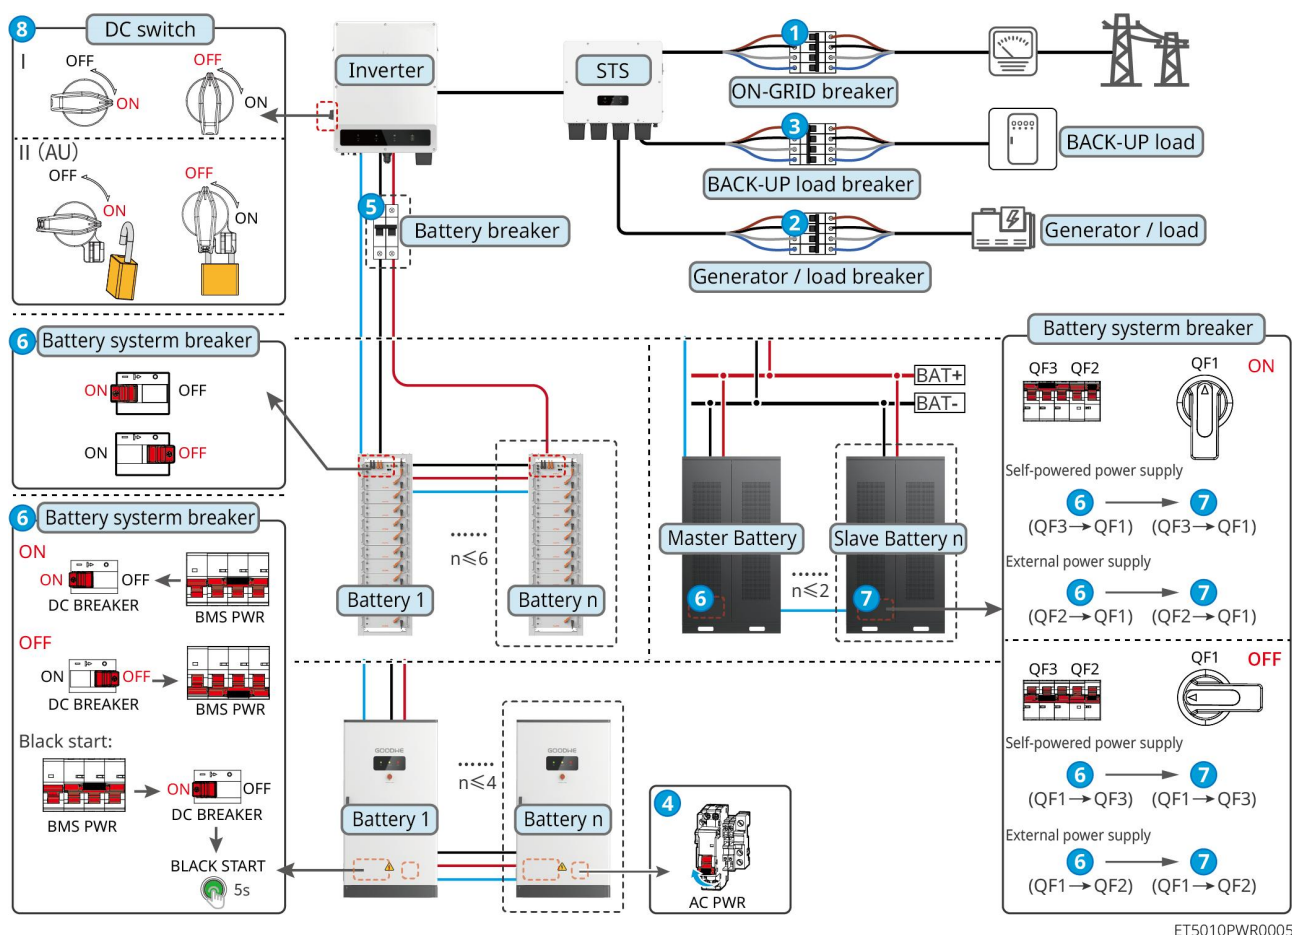 8 DC switch
I
OFF
ON
OFF
ON
II (AU)
OFF
ON
OFF
ON
Inverter
STS
1
ON-GRID breaker
3
BACK-UP load breaker
BACK-UP load
2
Generator / load breaker
Generator / load
5
Battery breaker
6 Battery systerm breaker
ON OFF
ON OFF
6 Battery systerm breaker
ON
ON OFF
DC BREAKER
BMS PWR
OFF
ON OFF
DC BREAKER
BMS PWR
Black start:
BMS PWR
ON OFF
DC BREAKER
BLACK START
5s
n≤6
Battery 1
Battery n
BAT+
BAT-
Master Battery
Slave Battery n
n≤2
6
7
GOODWE
GOODWE
n≤4
Battery 1
Battery n
4
AC PWR
Battery systerm breaker
QF3 QF2
QF1
ON
Self-powered power supply
6 → 7
(QF3→QF1) (QF3→QF1)
External power supply
6 → 7
(QF2→QF1) (QF2→QF1)
QF3 QF2
QF1
OFF
Self-powered power supply
6 → 7
(QF1→QF3) (QF1→QF3)
External power supply
6 → 7
(QF1→QF2) (QF1→QF2)
ET5010PWR0005